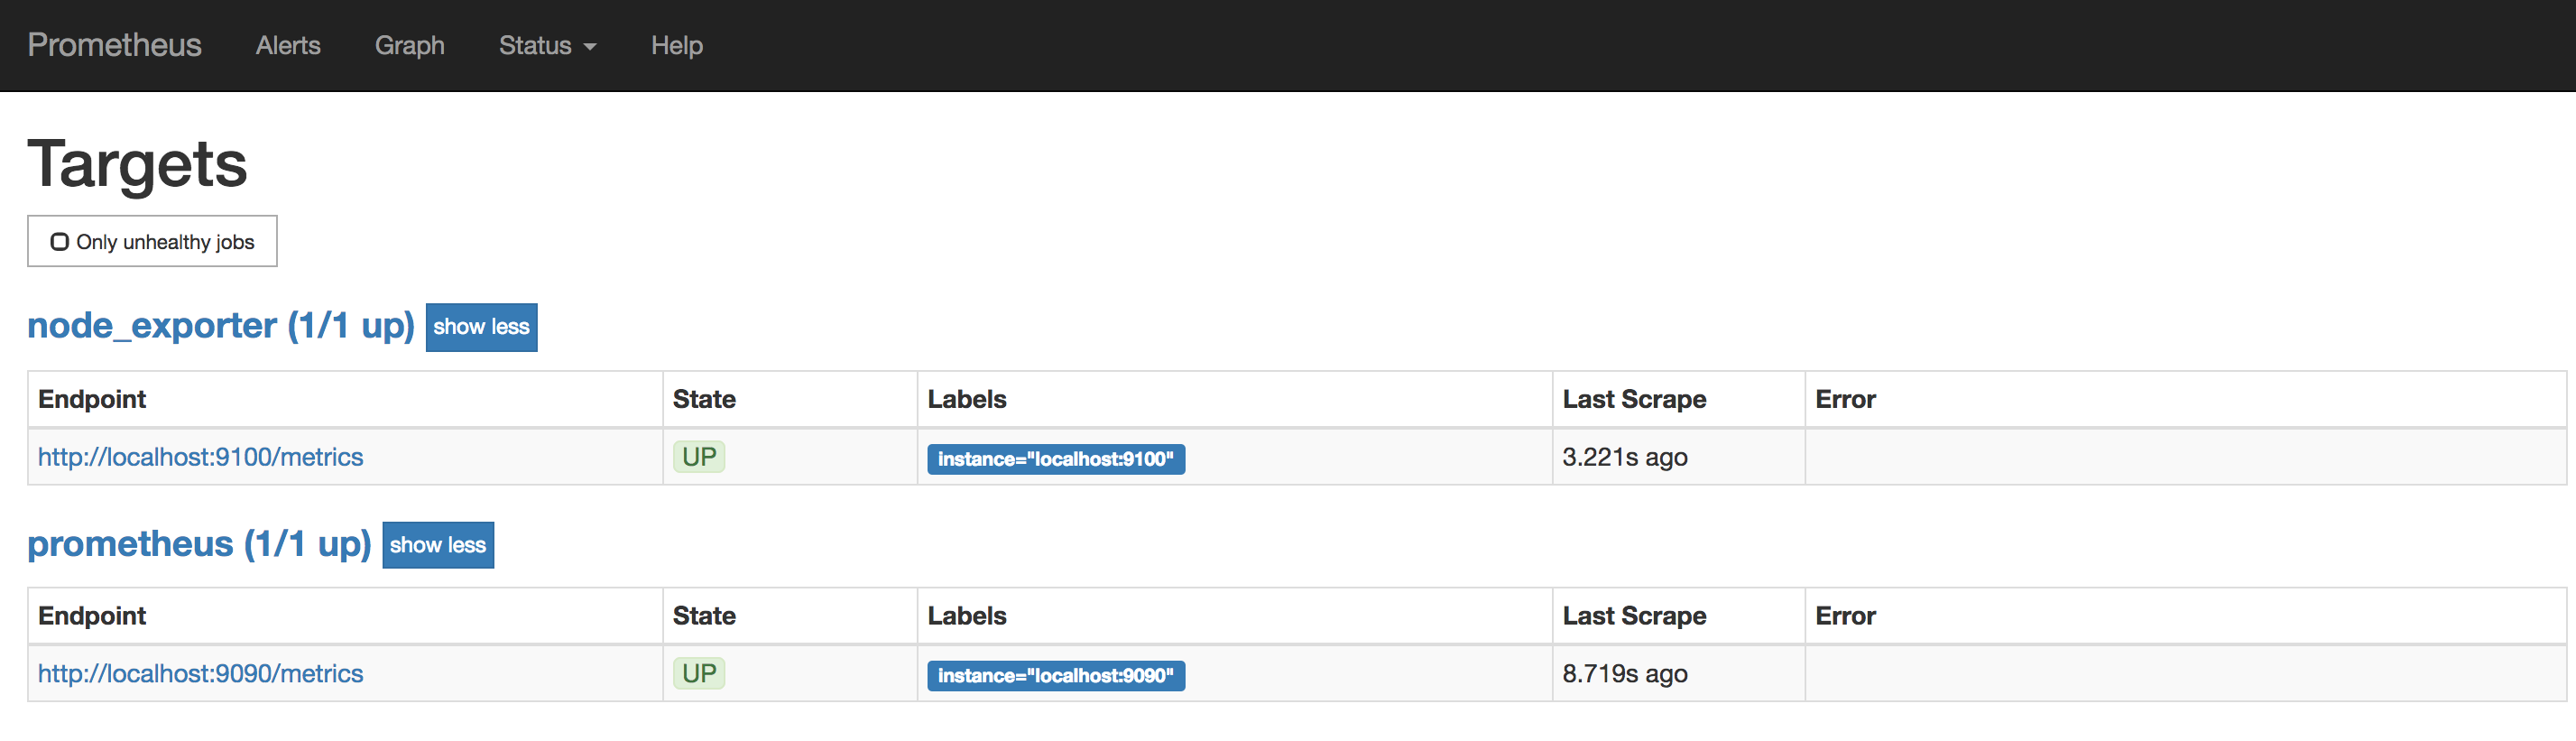 Prometheus Alerts Graph Status Help
Targets
Only unhealthy jobs
node_exporter (1/1 up) show less
Endpoint State Labels Last Scrape Error
http://localhost:9100/metrics UP instance="localhost:9100" 3.221s ago
prometheus (1/1 up) show less
Endpoint State Labels Last Scrape Error
http://localhost:9090/metrics UP instance="localhost:9090" 8.719s ago